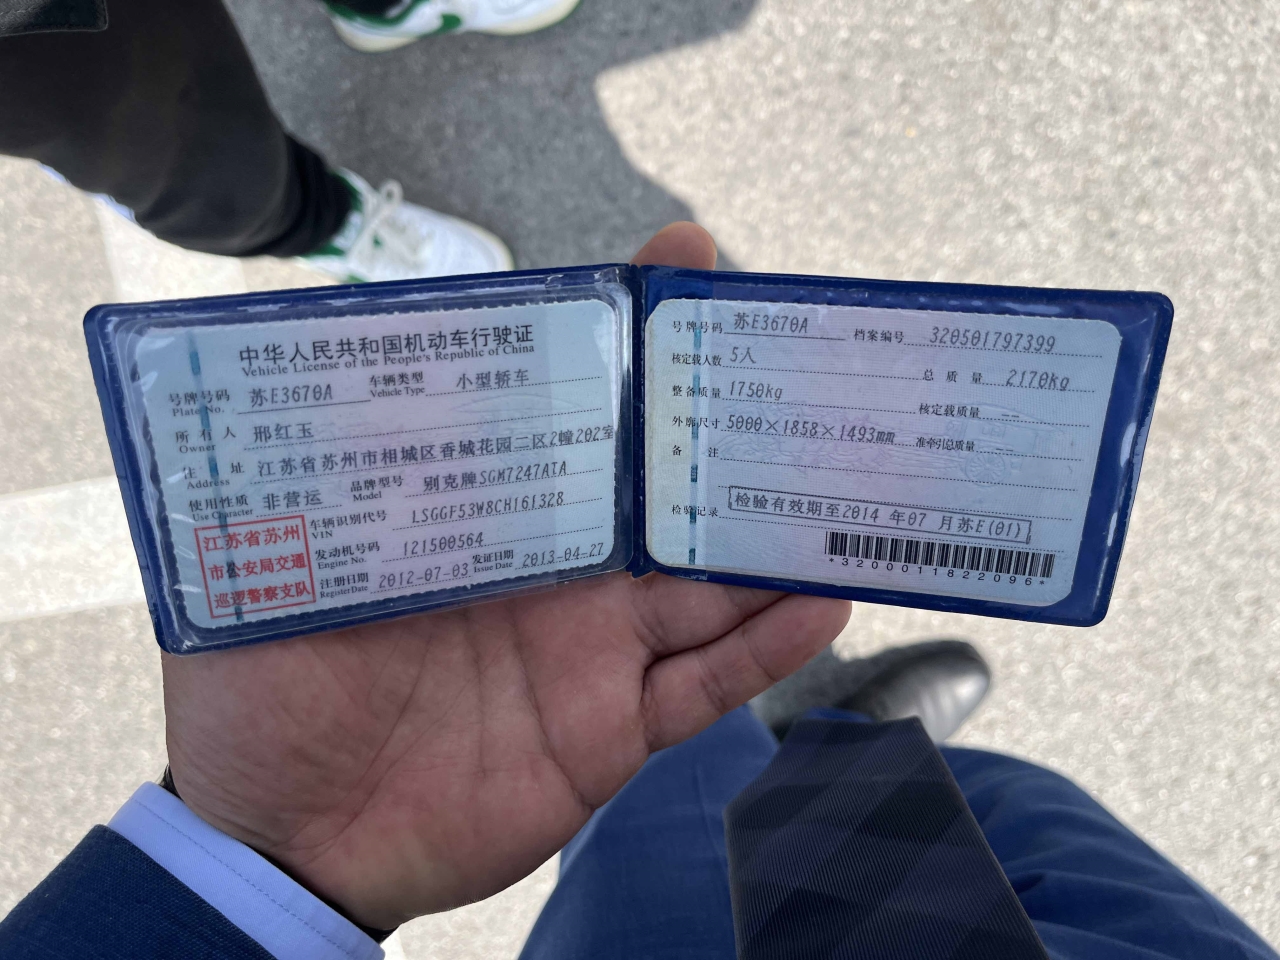 中华人民共和国机动车行驶证
Vehicle License of the People's Republic of China
号牌号码 苏E3670A 车辆类型 小型轿车
Plate No. Vehicle Type
所有人 邢红玉
Owner
住址 江苏省苏州市相城区香城花园二区2幢202室
Address
使用性质 非营运 品牌型号 别克牌SGM7247ATA
Use Character Model
江苏省苏州
市公安局交通
巡逻警察支队
车辆识别代号 LSGGF53W8CH161328
VIN
发动机号码 121500564
Engine No.
注册日期 2012-07-03 发证日期 2013-04-27
Register Date Issue Date
号牌号码 苏E3670A 档案编号 320501797399
核定载人数 5人 总质量 2170kg
整备质量 1750kg 核定载质量 --
外廓尺寸 5000×1858×1493mm 准牵引总质量 --
备注
检验记录 检验有效期至2014年07月苏E(01)
*3200011822096*